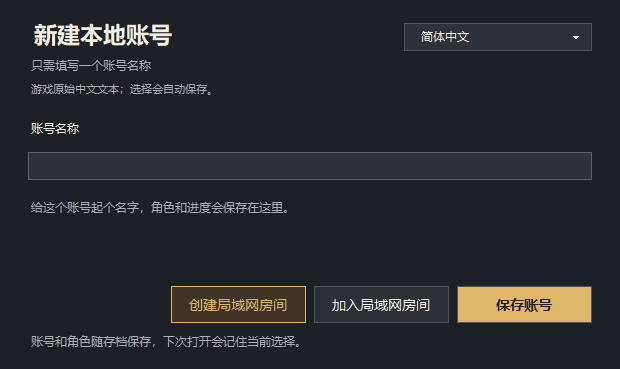 新建本地账号
简体中文
只需填写一个账号名称
游戏原始中文文本；选择会自动保存。
账号名称
给这个账号起个名字，角色和进度会保存在这里。
创建局域网房间
加入局域网房间
保存账号
账号和角色随存档保存，下次打开会记住当前选择。